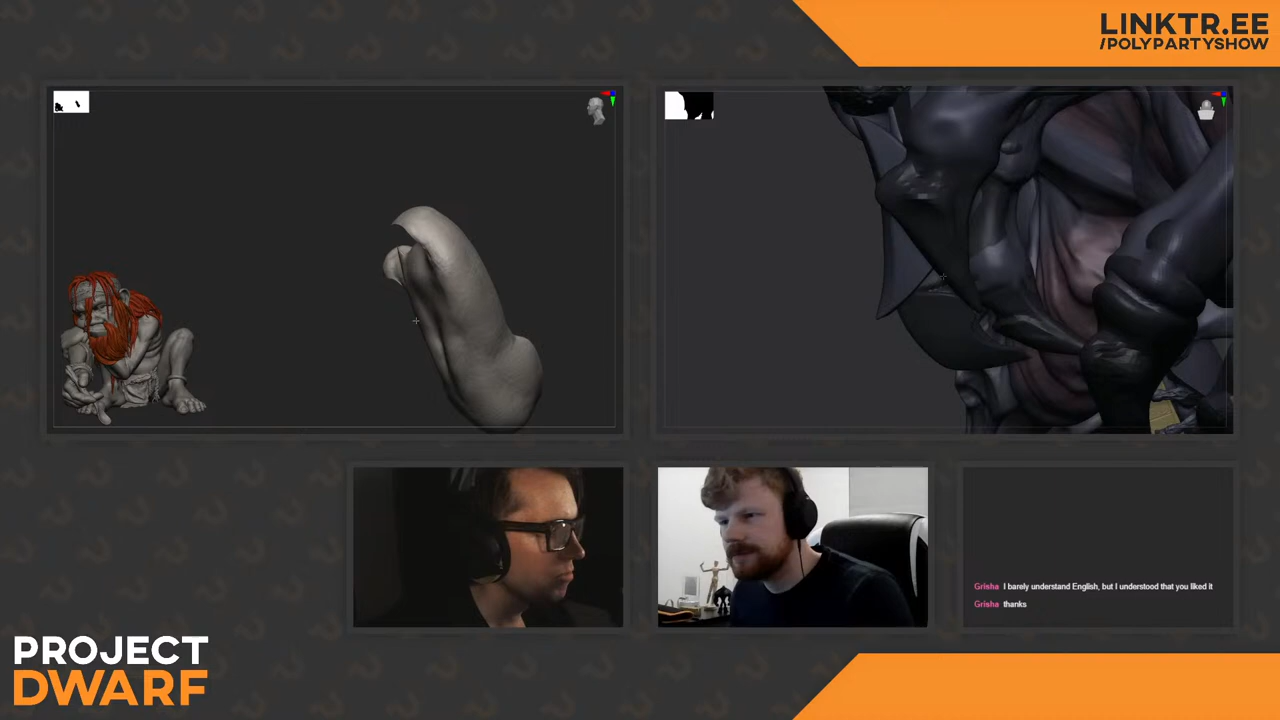 LINKTR.EE
/POLYPARTYSHOW
Grisha I barely understand English, but I understood that you liked it
Grisha thanks
PROJECT
DWARF